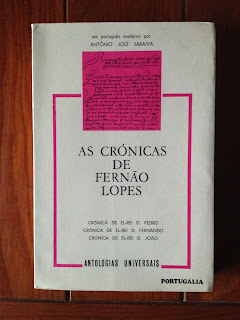 em português moderno por
ANTÓNIO JOSÉ SARAIVA
AS CRÓNICAS
DE
FERNÃO
LOPES
CRÓNICA DE EL-REI D. PEDRO
CRÓNICA DE EL-REI D. FERNANDO
CRÓNICA DE EL-REI D. JOÃO
ANTOLOGIAS UNIVERSAIS
PORTUGÁLIA